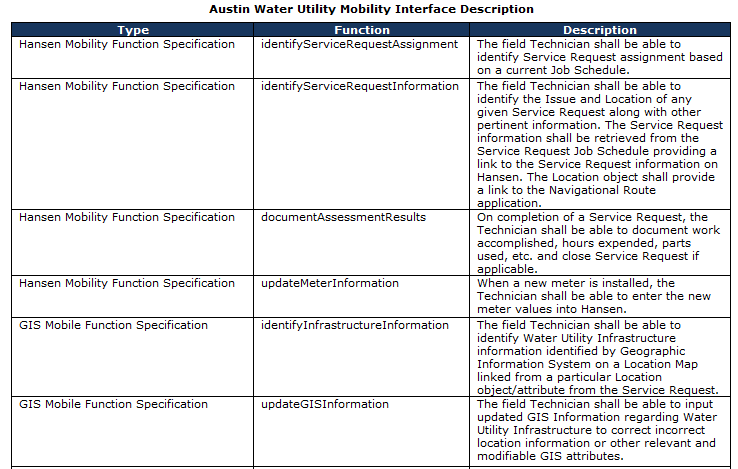 Austin Water Utility Mobility Interface Description
Type Function Description
Hansen Mobility Function Specification identifyServiceRequestAssignment The field Technician shall be able to
identify Service Request assignment based
on a current Job Schedule.
Hansen Mobility Function Specification identifyServiceRequestInformation The field Technician shall be able to
identify the Issue and Location of any
given Service Request along with other
pertinent information. The Service Request
information shall be retrieved from the
Service Request Job Schedule providing a
link to the Service Request information on
Hansen. The Location object shall provide
a link to the Navigational Route
application.
Hansen Mobility Function Specification documentAssessmentResults On completion of a Service Request, the
Technician shall be able to document work
accomplished, hours expended, parts
used, etc. and close Service Request if
applicable.
Hansen Mobility Function Specification updateMeterInformation When a new meter is installed, the
Technician shall be able to enter the new
meter values into Hansen.
GIS Mobile Function Specification identifyInfrastructureInformation The field Technician shall be able to
identify Water Utility Infrastructure
information identified by Geographic
Information System on a Location Map
linked from a particular Location
object/attribute from the Service Request.
GIS Mobile Function Specification updateGISInformation The field Technician shall be able to input
updated GIS Information regarding Water
Utility Infrastructure to correct incorrect
location information or other relevant and
modifiable GIS attributes.